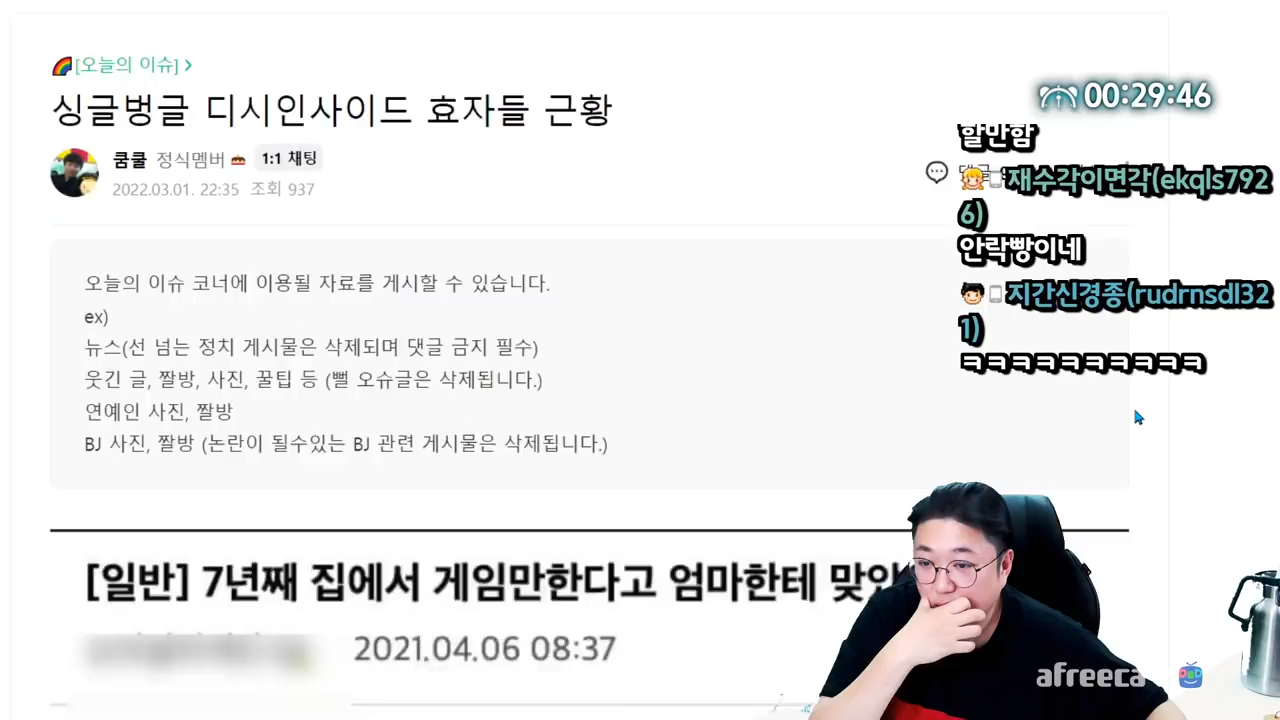 [오늘의 이슈] >
싱글벙글 디시인사이드 효자들 근황
쿰쿨 정식멤버 1:1 채팅
2022.03.01. 22:35 조회 937
00:29:46
할만함
재수각이면각(ekqls792
6)
안락빵이네
지간신경종(rudrnsdl32
1)
ㅋㅋㅋㅋㅋㅋㅋㅋㅋㅋ
오늘의 이슈 코너에 이용될 자료를 게시할 수 있습니다.
ex)
뉴스(선 넘는 정치 게시물은 삭제되며 댓글 금지 필수)
웃긴 글, 짤방, 사진, 꿀팁 등 (뻘 오슈글은 삭제됩니다.)
연예인 사진, 짤방
BJ 사진, 짤방 (논란이 될수있는 BJ 관련 게시물은 삭제됩니다.)
[일반] 7년째 집에서 게임만한다고 엄마한테
2021.04.06 08:37
afreeca